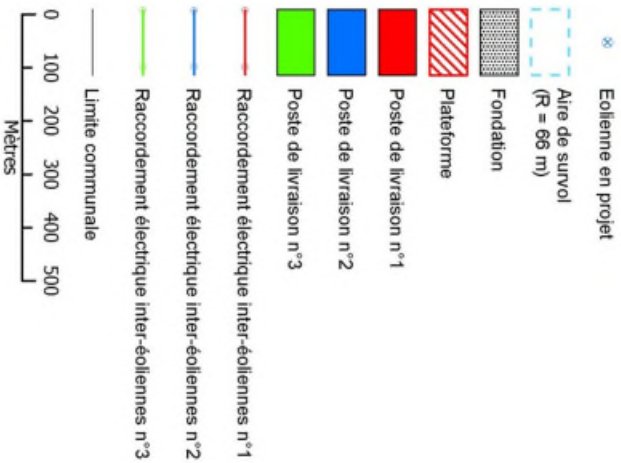 Eolienne en projet
Aire de survol
(R = 66 m)
Fondation
Plateforme
Poste de livraison n°1
Poste de livraison n°2
Poste de livraison n°3
Raccordement électrique inter-éoliennes n°1
Raccordement électrique inter-éoliennes n°2
Raccordement électrique inter-éoliennes n°3
Limite communale
0 100 200 300 400 500
Mètres